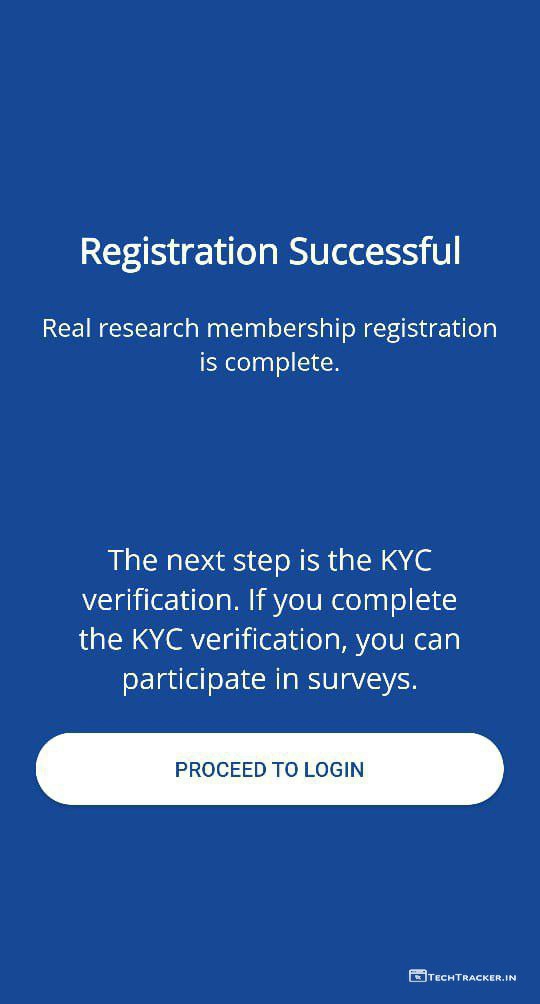 Registration Successful
Real research membership registration
is complete.
The next step is the KYC
verification. If you complete
the KYC verification, you can
participate in surveys.
PROCEED TO LOGIN
TECHTRACKER.IN